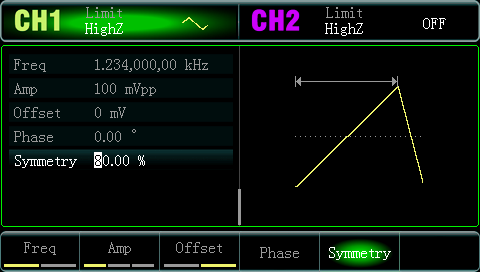 CH1 Limit HighZ
CH2 Limit HighZ OFF
Freq 1.234,000,00 kHz
Amp 100 mVpp
Offset 0 mV
Phase 0.00 °
Symmetry 80.00 %
Freq Amp Offset Phase Symmetry